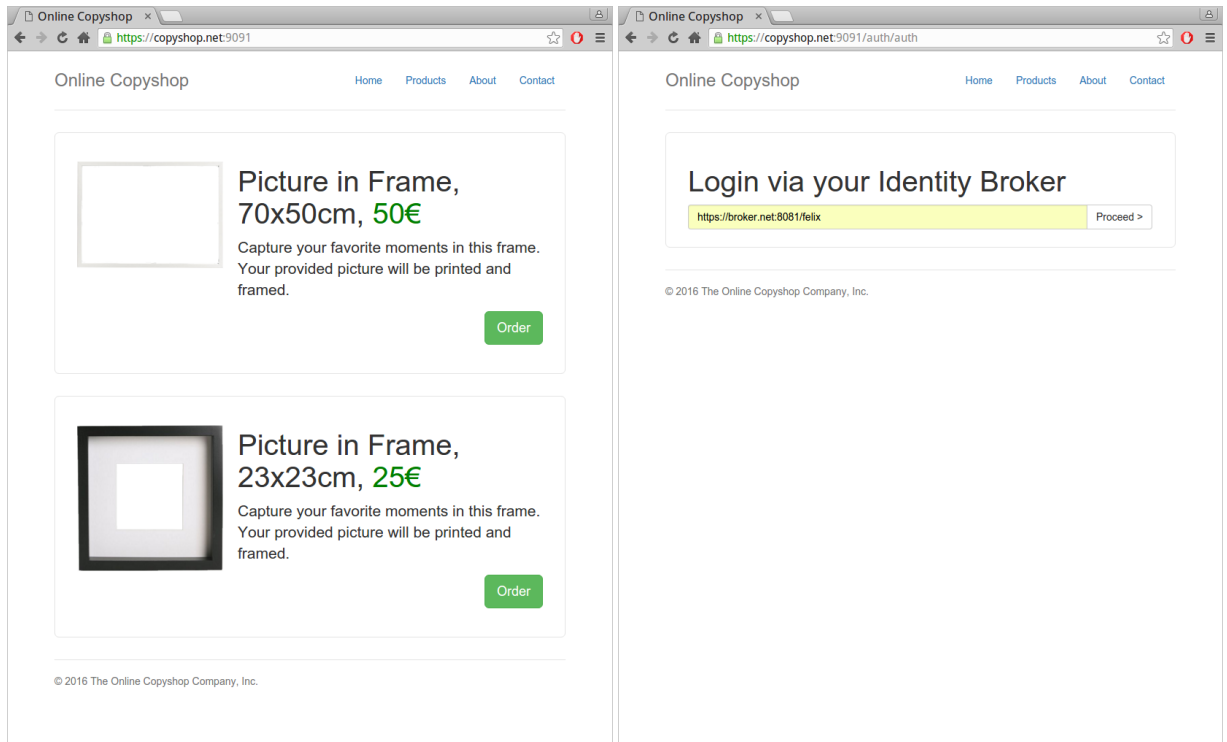 Online Copyshop
https://copyshop.net:9091
Online Copyshop
Home Products About Contact
Picture in Frame,
70x50cm, 50€
Capture your favorite moments in this frame.
Your provided picture will be printed and
framed.
Order
Picture in Frame,
23x23cm, 25€
Capture your favorite moments in this frame.
Your provided picture will be printed and
framed.
Order
© 2016 The Online Copyshop Company, Inc.
Online Copyshop
https://copyshop.net:9091/auth/auth
Online Copyshop
Home Products About Contact
Login via your Identity Broker
https://broker.net:8081/felix
Proceed >
© 2016 The Online Copyshop Company, Inc.